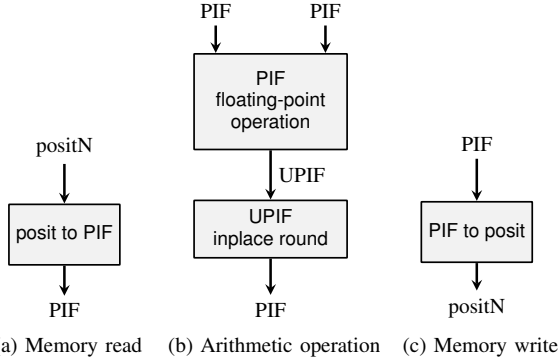 PIF PIF
PIF
floating-point
operation
positN
UPIF
PIF
posit to PIF
UPIF
inplace round
PIF to posit
PIF
PIF
positN
a) Memory read (b) Arithmetic operation (c) Memory write